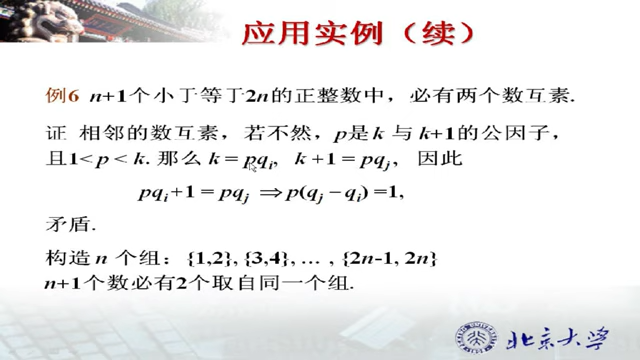 应用实例（续）
例6 n+1个小于等于2n的正整数中，必有两个数互素.
证 相邻的数互素，若不然，p是 k 与 k+1的公因子，
且1< p < k. 那么 k = pqᵢ, k +1 = pqⱼ, 因此
pqᵢ +1 = pqⱼ ⇒ p(qⱼ − qᵢ) =1,
矛盾.
构造 n 个组：{1,2}, {3,4}, … , {2n-1, 2n}
n+1个数必有2个取自同一个组.
北京大学